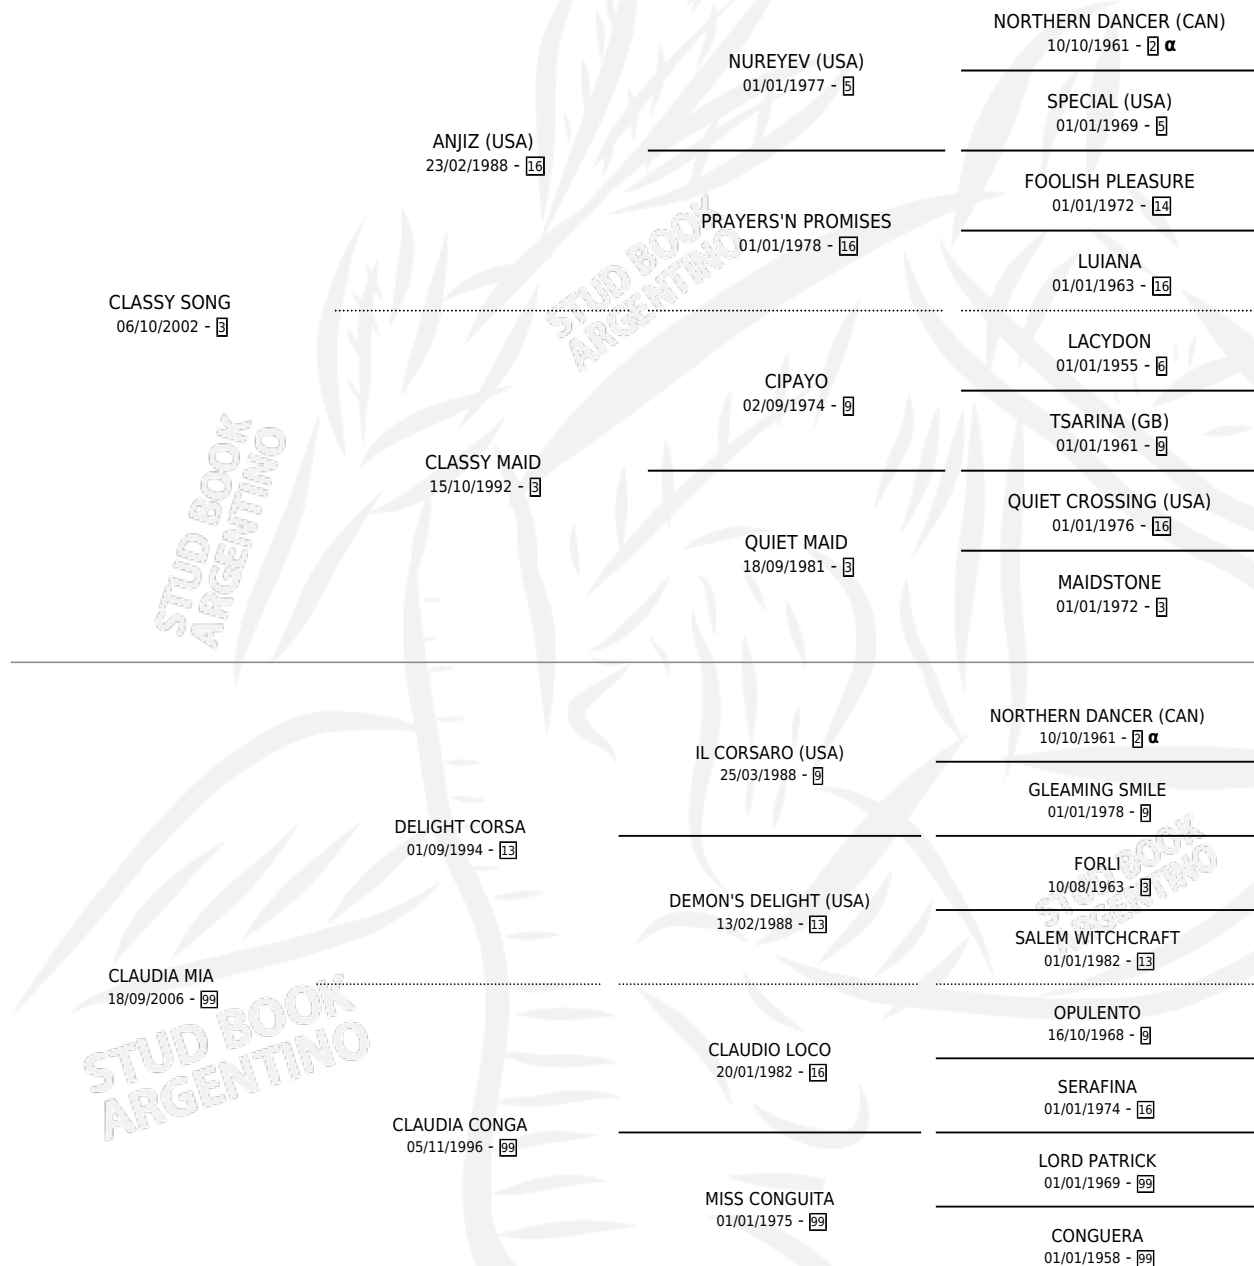 NORTHERN DANCER (CAN)
10/10/1961 - 2 α
NUREYEV (USA)
01/01/1977 - 5
SPECIAL (USA)
01/01/1969 - 5
ANJIZ (USA)
23/02/1988 - 16
FOOLISH PLEASURE
01/01/1972 - 14
PRAYERS'N PROMISES
01/01/1978 - 16
LUIANA
01/01/1963 - 16
CLASSY SONG
06/10/2002 - 3
LACYDON
01/01/1955 - 6
CIPAYO
02/09/1974 - 9
TSARINA (GB)
01/01/1961 - 9
CLASSY MAID
15/10/1992 - 3
QUIET CROSSING (USA)
01/01/1976 - 16
QUIET MAID
18/09/1981 - 3
MAIDSTONE
01/01/1972 - 3
STUD BOOK
ARGENTINO
STUD BOOK
ARGENTINO
NORTHERN DANCER (CAN)
10/10/1961 - 2 α
IL CORSARO (USA)
25/03/1988 - 9
GLEAMING SMILE
01/01/1978 - 9
DELIGHT CORSA
01/09/1994 - 13
FORLI
10/08/1963 - 3
DEMON'S DELIGHT (USA)
13/02/1988 - 13
SALEM WITCHCRAFT
01/01/1982 - 13
CLAUDIA MIA
18/09/2006 - 99
OPULENTO
16/10/1968 - 9
CLAUDIO LOCO
20/01/1982 - 16
SERAFINA
01/01/1974 - 16
CLAUDIA CONGA
05/11/1996 - 99
LORD PATRICK
01/01/1969 - 99
MISS CONGUITA
01/01/1975 - 99
CONGUERA
01/01/1958 - 99
STUD BOOK
ARGENTINO
STUD BOOK
ARGENTINO